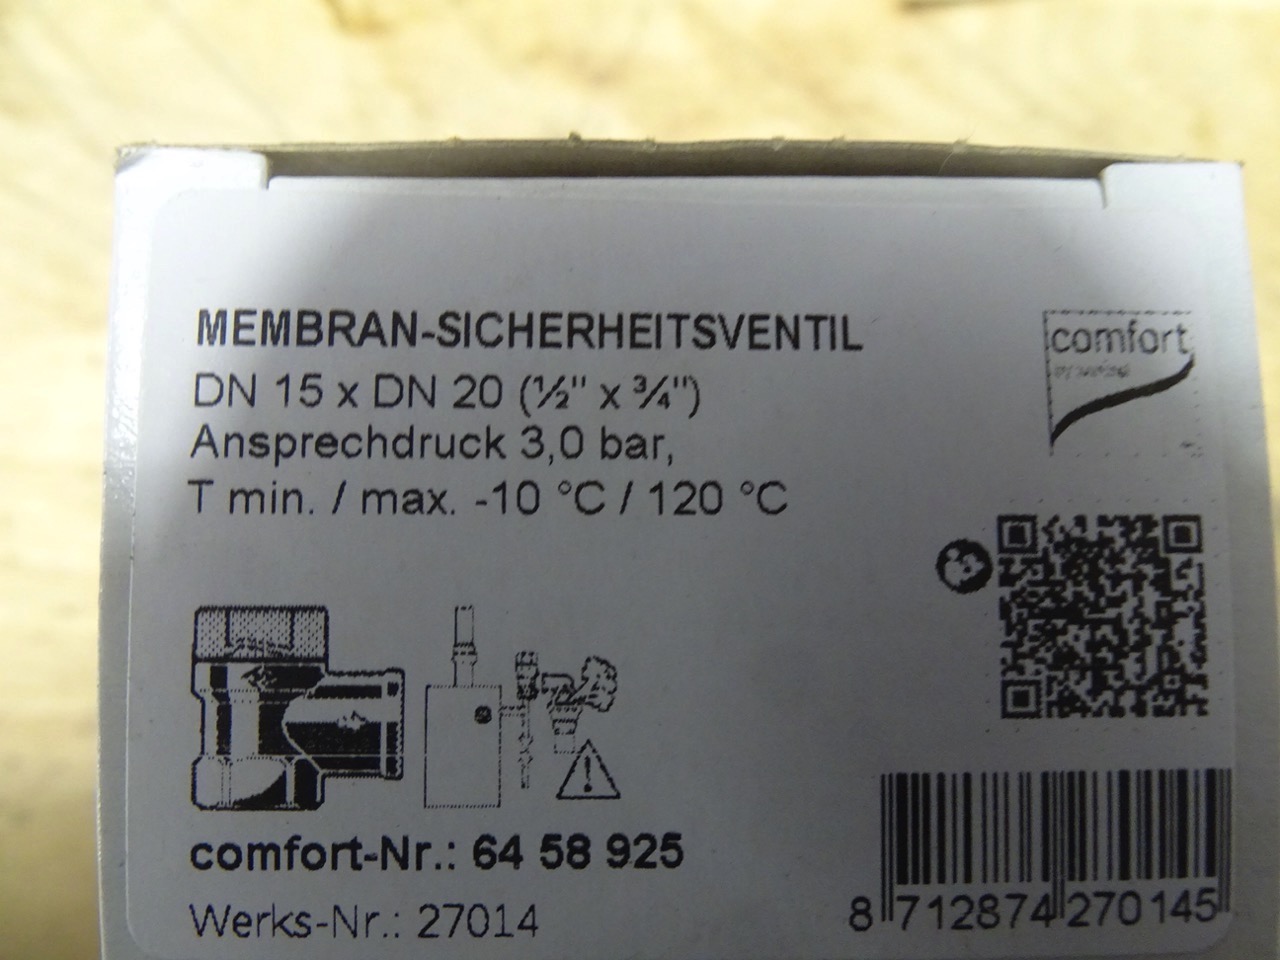 MEMBRAN-SICHERHEITSVENTIL
DN 15 x DN 20 (½" x ¾")
Ansprechdruck 3,0 bar,
T min. / max. -10 °C / 120 °C
comfort
comfort-Nr.: 64 58 925
Werks-Nr.: 27014
8 712874 270145